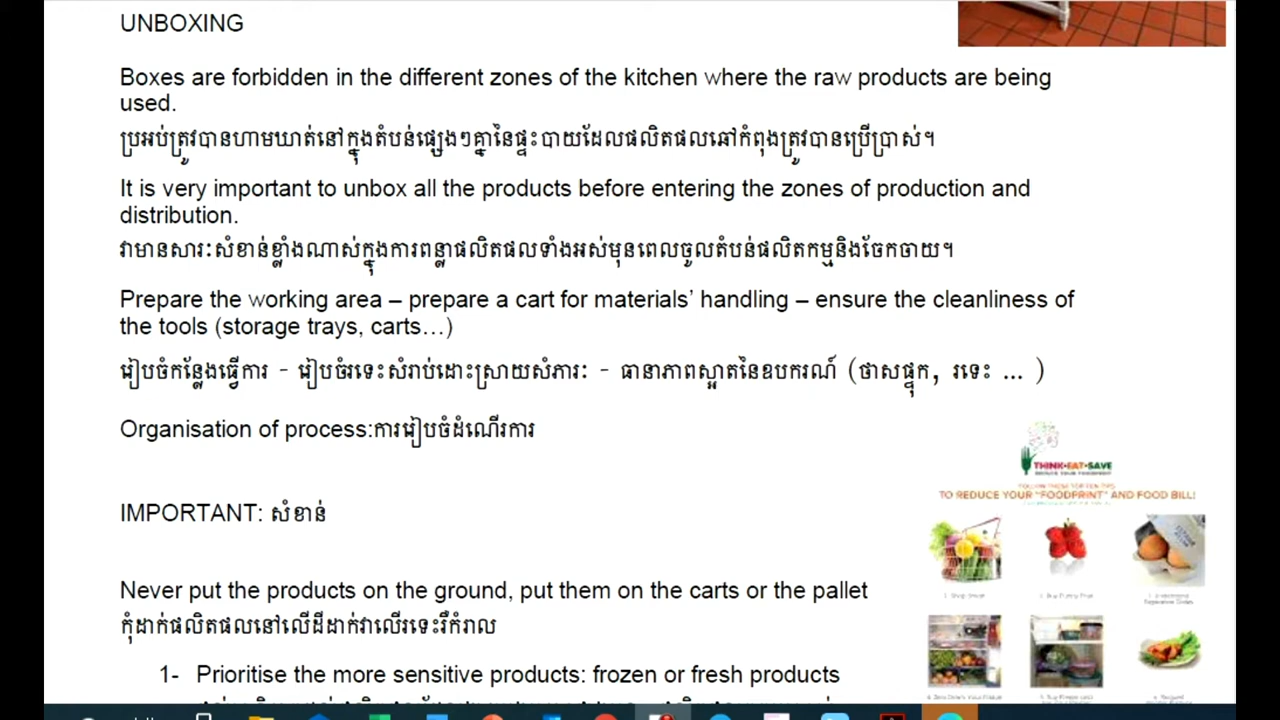 UNBOXING
Boxes are forbidden in the different zones of the kitchen where the raw products are being
used.
ប្រអប់ត្រូវបានហាមឃាត់នៅក្នុងតំបន់ផ្សេងៗគ្នានៃផ្ទះបាយដែលផលិតផលឆៅកំពុងត្រូវបានប្រើប្រាស់។
It is very important to unbox all the products before entering the zones of production and
distribution.
វាមានសារៈសំខាន់ខ្លាំងណាស់ក្នុងការពន្លាផលិតផលទាំងអស់មុនពេលចូលតំបន់ផលិតកម្មនិងចែកចាយ។
Prepare the working area – prepare a cart for materials’ handling – ensure the cleanliness of
the tools (storage trays, carts…)
រៀបចំកន្លែងធ្វើការ - រៀបចំរទេះសំរាប់ដោះស្រាយសំភារៈ - ធានាភាពស្អាតនៃឧបករណ៍ (ថាសផ្ទុក, រទេះ ... )
Organisation of process:ការរៀបចំដំណើរការ
THINK•EAT•SAVE
TO REDUCE YOUR “FOODPRINT” AND FOOD BILL!
IMPORTANT: សំខាន់
Never put the products on the ground, put them on the carts or the pallet
កុំដាក់ផលិតផលនៅលើដីដាក់វាលើរទេះរឺកំរាល
1- Prioritise the more sensitive products: frozen or fresh products